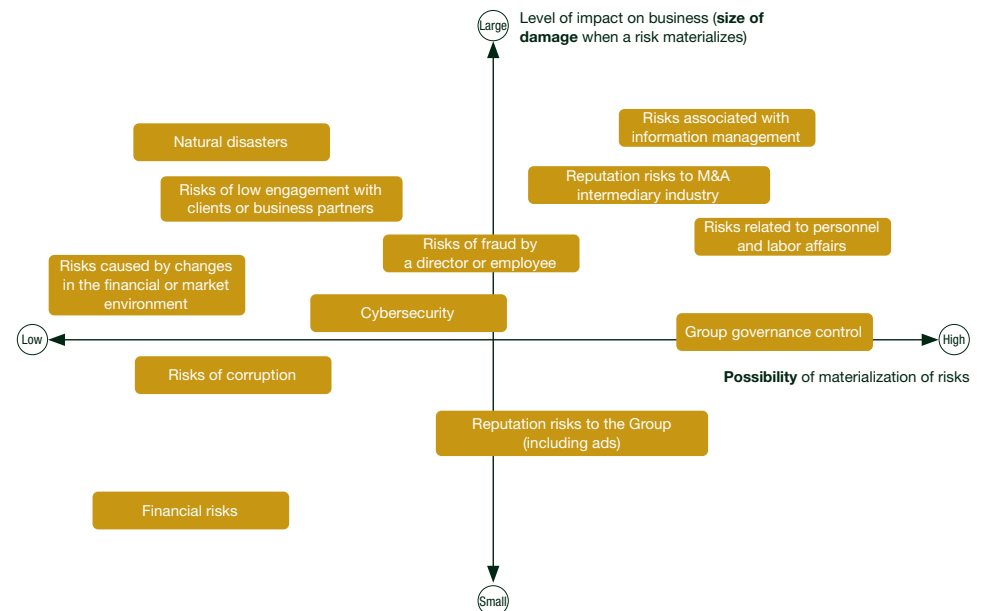 Large
Level of impact on business (size of
damage when a risk materializes)
Risks associated with
information management
Natural disasters
Reputation risks to M&A
intermediary industry
Risks of low engagement with
clients or business partners
Risks related to personnel
and labor affairs
Risks of fraud by
a director or employee
Risks caused by changes
in the financial or market
environment
Cybersecurity
Group governance control
Low
High
Risks of corruption
Possibility of materialization of risks
Reputation risks to the Group
(including ads)
Financial risks
Small